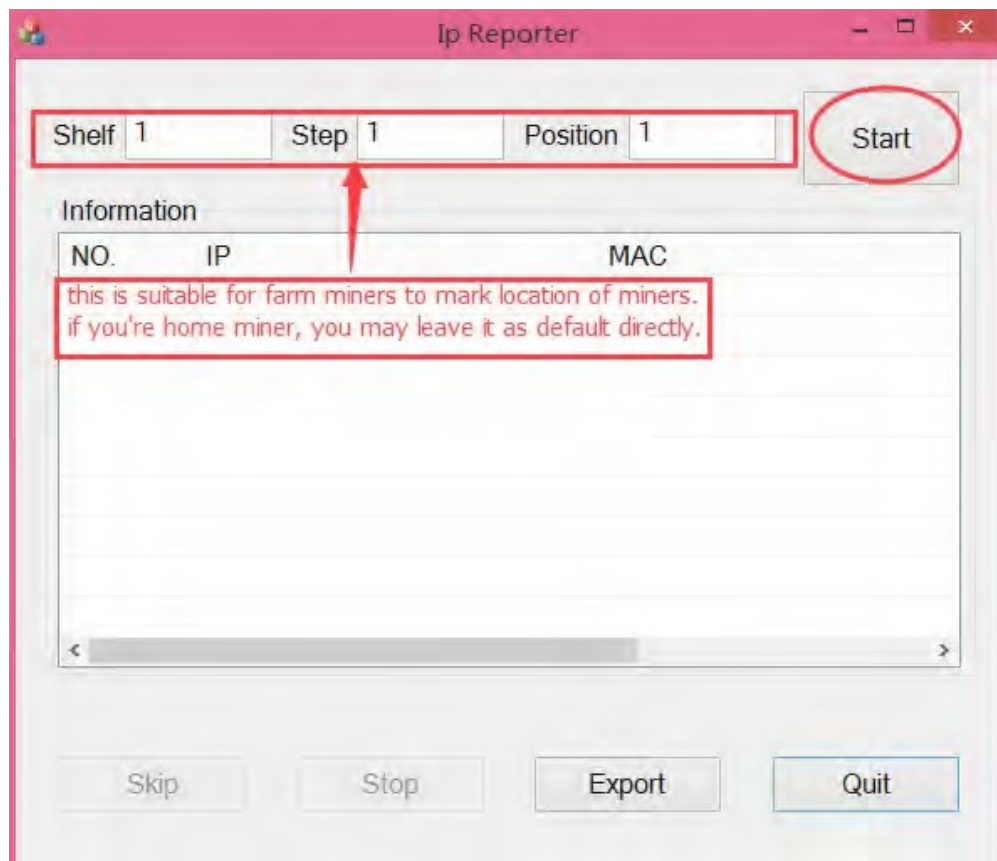 Ip Reporter
Shelf 1 Step 1 Position 1 Start
Information
NO. IP MAC
this is suitable for farm miners to mark location of miners.
if you're home miner, you may leave it as default directly.
Skip Stop Export Quit